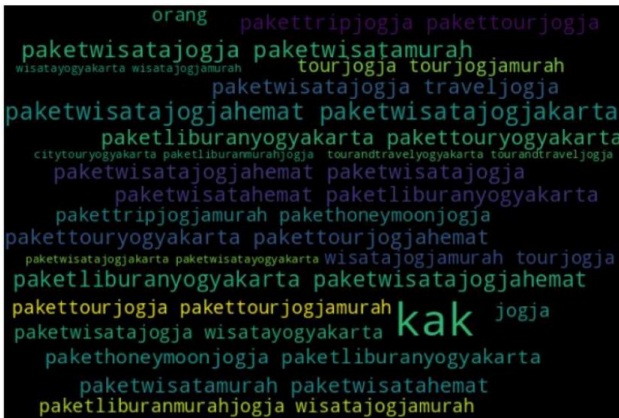 orang pakettripjogja pakettourjogja
paketwisatajogja paketwisatamurah
wisatayogyakarta wisatajogjamurah tourjogja tourjogjamurah
paketwisatajogja traveljogja
paketwisatajogjahemat paketwisatajogjakarta
paketliburanyogyakarta pakettouryogyakarta
citytouryogyakarta paketliburanmurahjogja tourandtravelyogyakarta tourandtraveljogja
paketwisatajogjahemat paketwisatajogja
paketwisatahemat paketliburanyogyakarta
pakettripjogjamurah pakethoneymoonjogja
pakettouryogyakarta pakettourjogjahemat
paketwisatajogjakarta paketwisatayogyakarta wisatajogjamurah tourjogja
paketliburanyogyakarta paketwisatajogjahemat
pakettourjogja pakettourjogjamurah kak jogja
paketwisatajogja wisatayogyakarta
pakethoneymoonjogja paketliburanyogyakarta
paketwisatamurah paketwisatahemat
paketliburanmurahjogja wisatajogjamurah